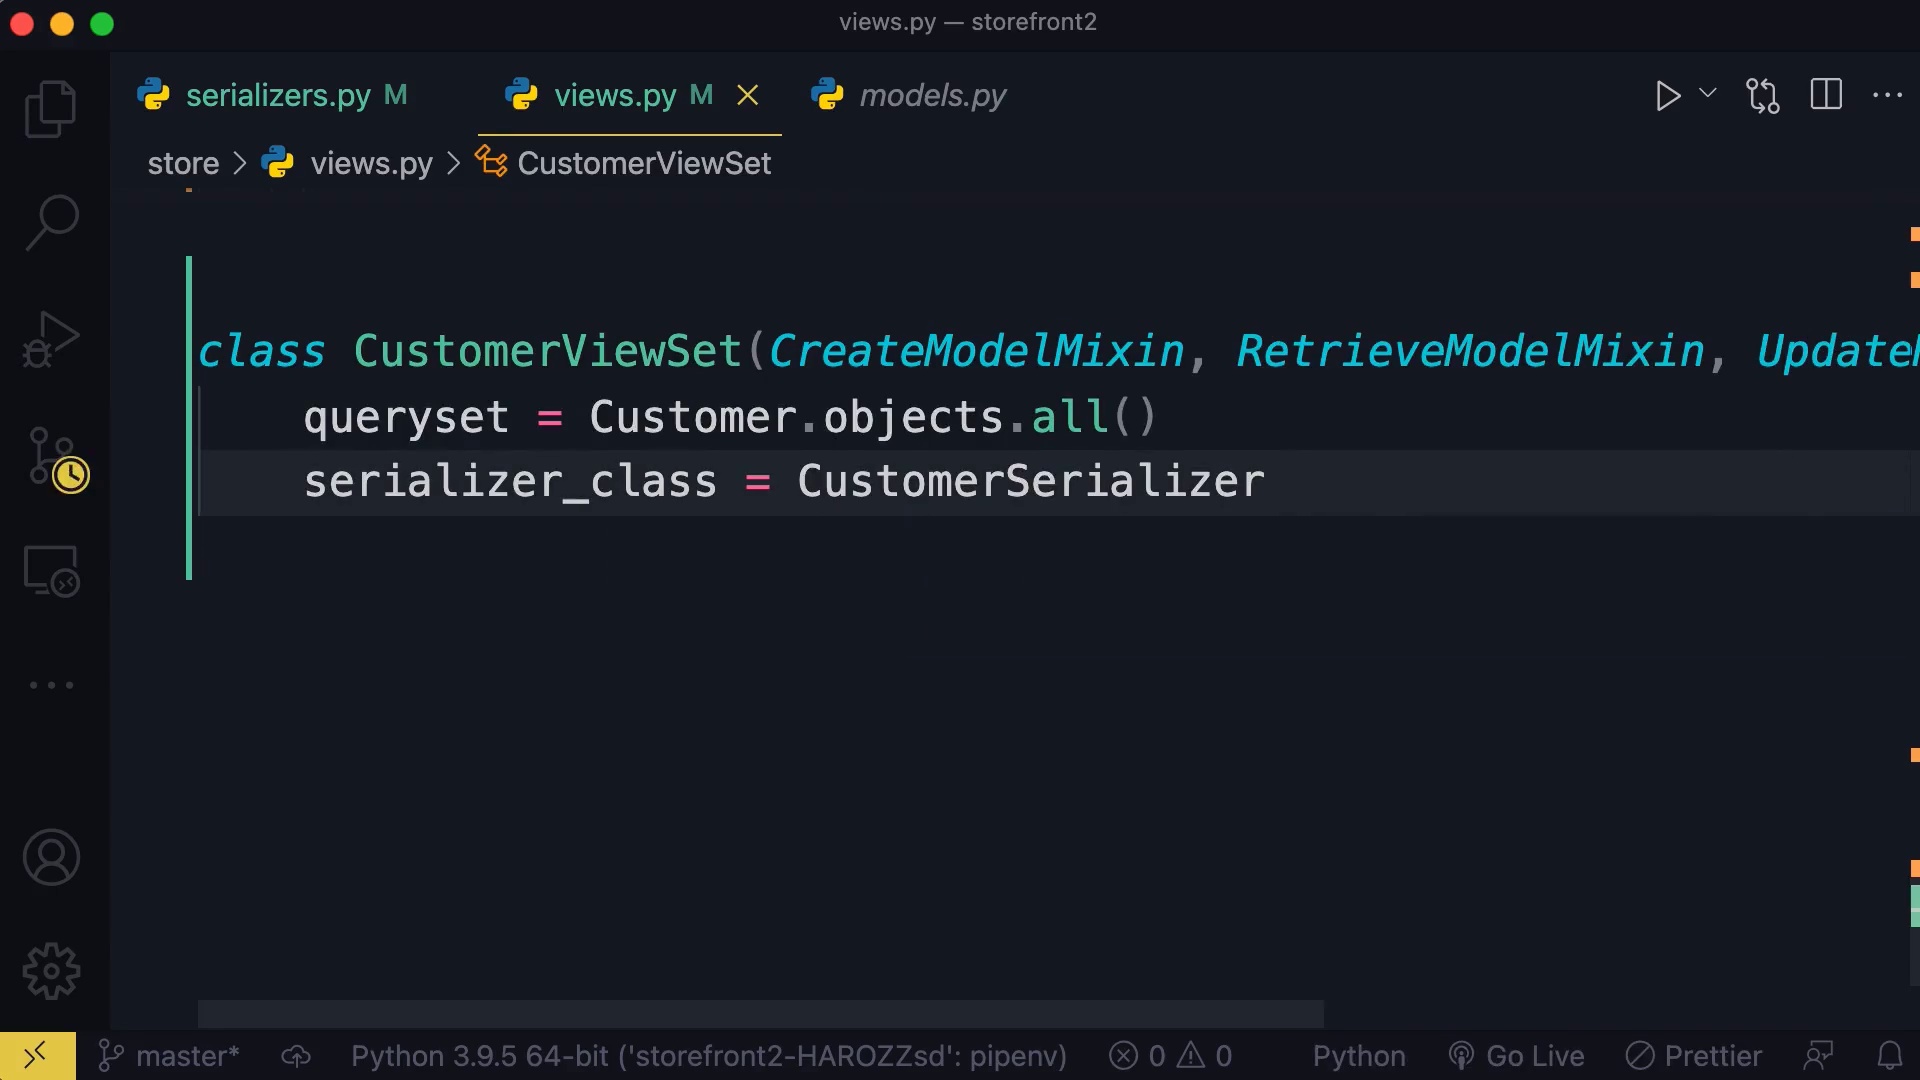 views.py — storefront2
serializers.py M views.py M models.py
store > views.py > CustomerViewSet
class CustomerViewSet(CreateModelMixin, RetrieveModelMixin, Update
queryset = Customer.objects.all()
serializer_class = CustomerSerializer
master* Python 3.9.5 64-bit ('storefront2-HAROZZsd': pipenv) 0 0 Python Go Live Prettier